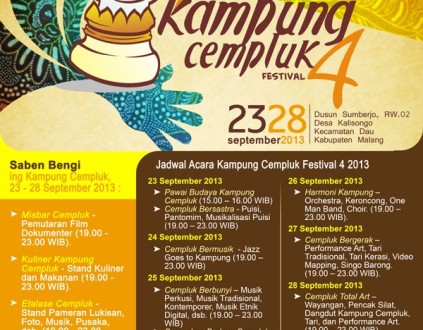 Kampung
cempluk
FESTIVAL 4
23 28
september2013
Dusun Sumberjo, RW.02
Desa Kalisongo
Kecamatan Dau
Kabupaten Malang
Saben Bengi
ing Kampung Cempluk,
23 - 28 September 2013 :
Misbar Cempluk -
Pemutaran Film
Dokumenter (19.00 -
23.00 WIB).
Kuliner Kampung
Cempluk - Stand Kuliner
dan Makanan (19.00 -
23.00 WIB).
Etalase Cempluk -
Stand Pameran Lukisan,
Foto, Musik, Pusaka,
Jadwal Acara Kampung Cempluk Festival 4 2013
23 September 2013
Pawai Budaya Kampung
Cempluk (15.00 – 16.00 WIB)
Cempluk Bersastra - Puisi,
Pantomim, Musikalisasi Puisi
(19.00 – 23.00 WIB).
24 September 2013
Cempluk Bermusik - Jazz
Goes to Kampung (19.00 –
23.00 WIB).
25 September 2013
Cempluk Berbunyi – Musik
Perkusi, Musik Tradisional,
Kontemporer, Musik Etnik
Digital, dsb. (19.00 –
23.00 WIB).
26 September 2013
Harmoni Kampung –
Orchestra, Keroncong, One
Man Band, Choir. (19.00 –
23.00 WIB).
27 September 2013
Cempluk Bergerak -
Performance Art, Tari
Tradisional, Tari Kerasi, Video
Mapping, Singo Barong.
(19.00 – 23.00 WIB).
28 September 2013
Cempluk Total Art –
Wayangan, Pencak Silat,
Dangdut Kampung Cempluk,
Tari, dan Performance Art.
(19.00 – 23.00 WIB).